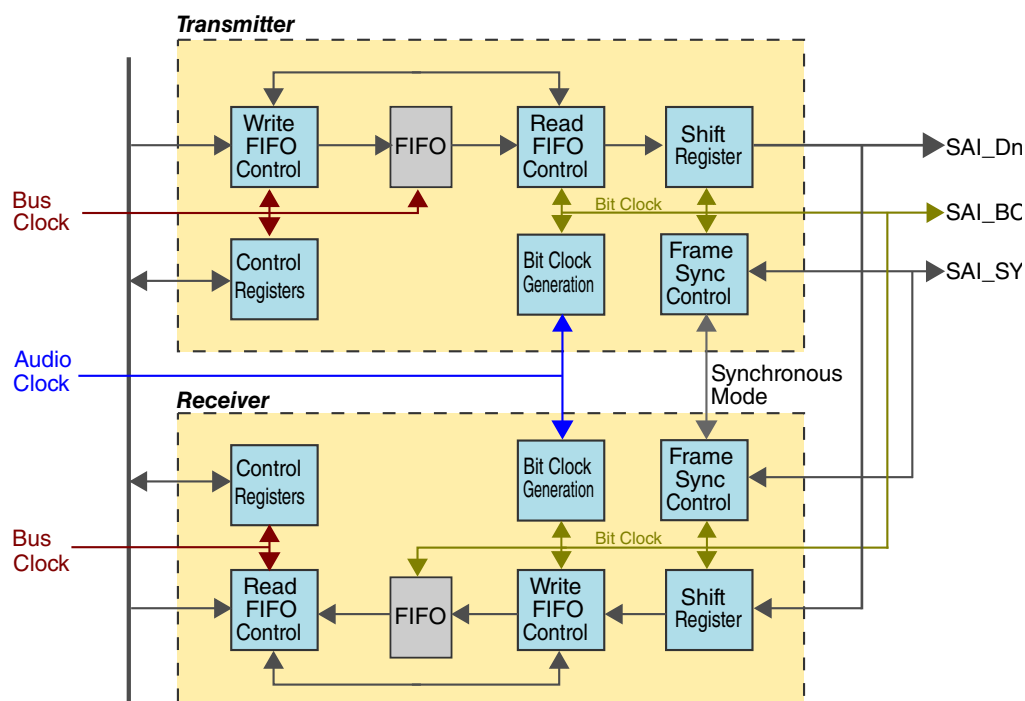 Transmitter
Write
FIFO
Control
FIFO
Read
FIFO
Control
Shift
Register
SAI_Dn
Bus
Clock
Bit Clock
SAI_BC
Control
Registers
Bit Clock
Generation
Frame
Sync
Control
SAI_SY
Audio
Clock
Synchronous
Mode
Receiver
Control
Registers
Bit Clock
Generation
Frame
Sync
Control
Bus
Clock
Bit Clock
Read
FIFO
Control
FIFO
Write
FIFO
Control
Shift
Register